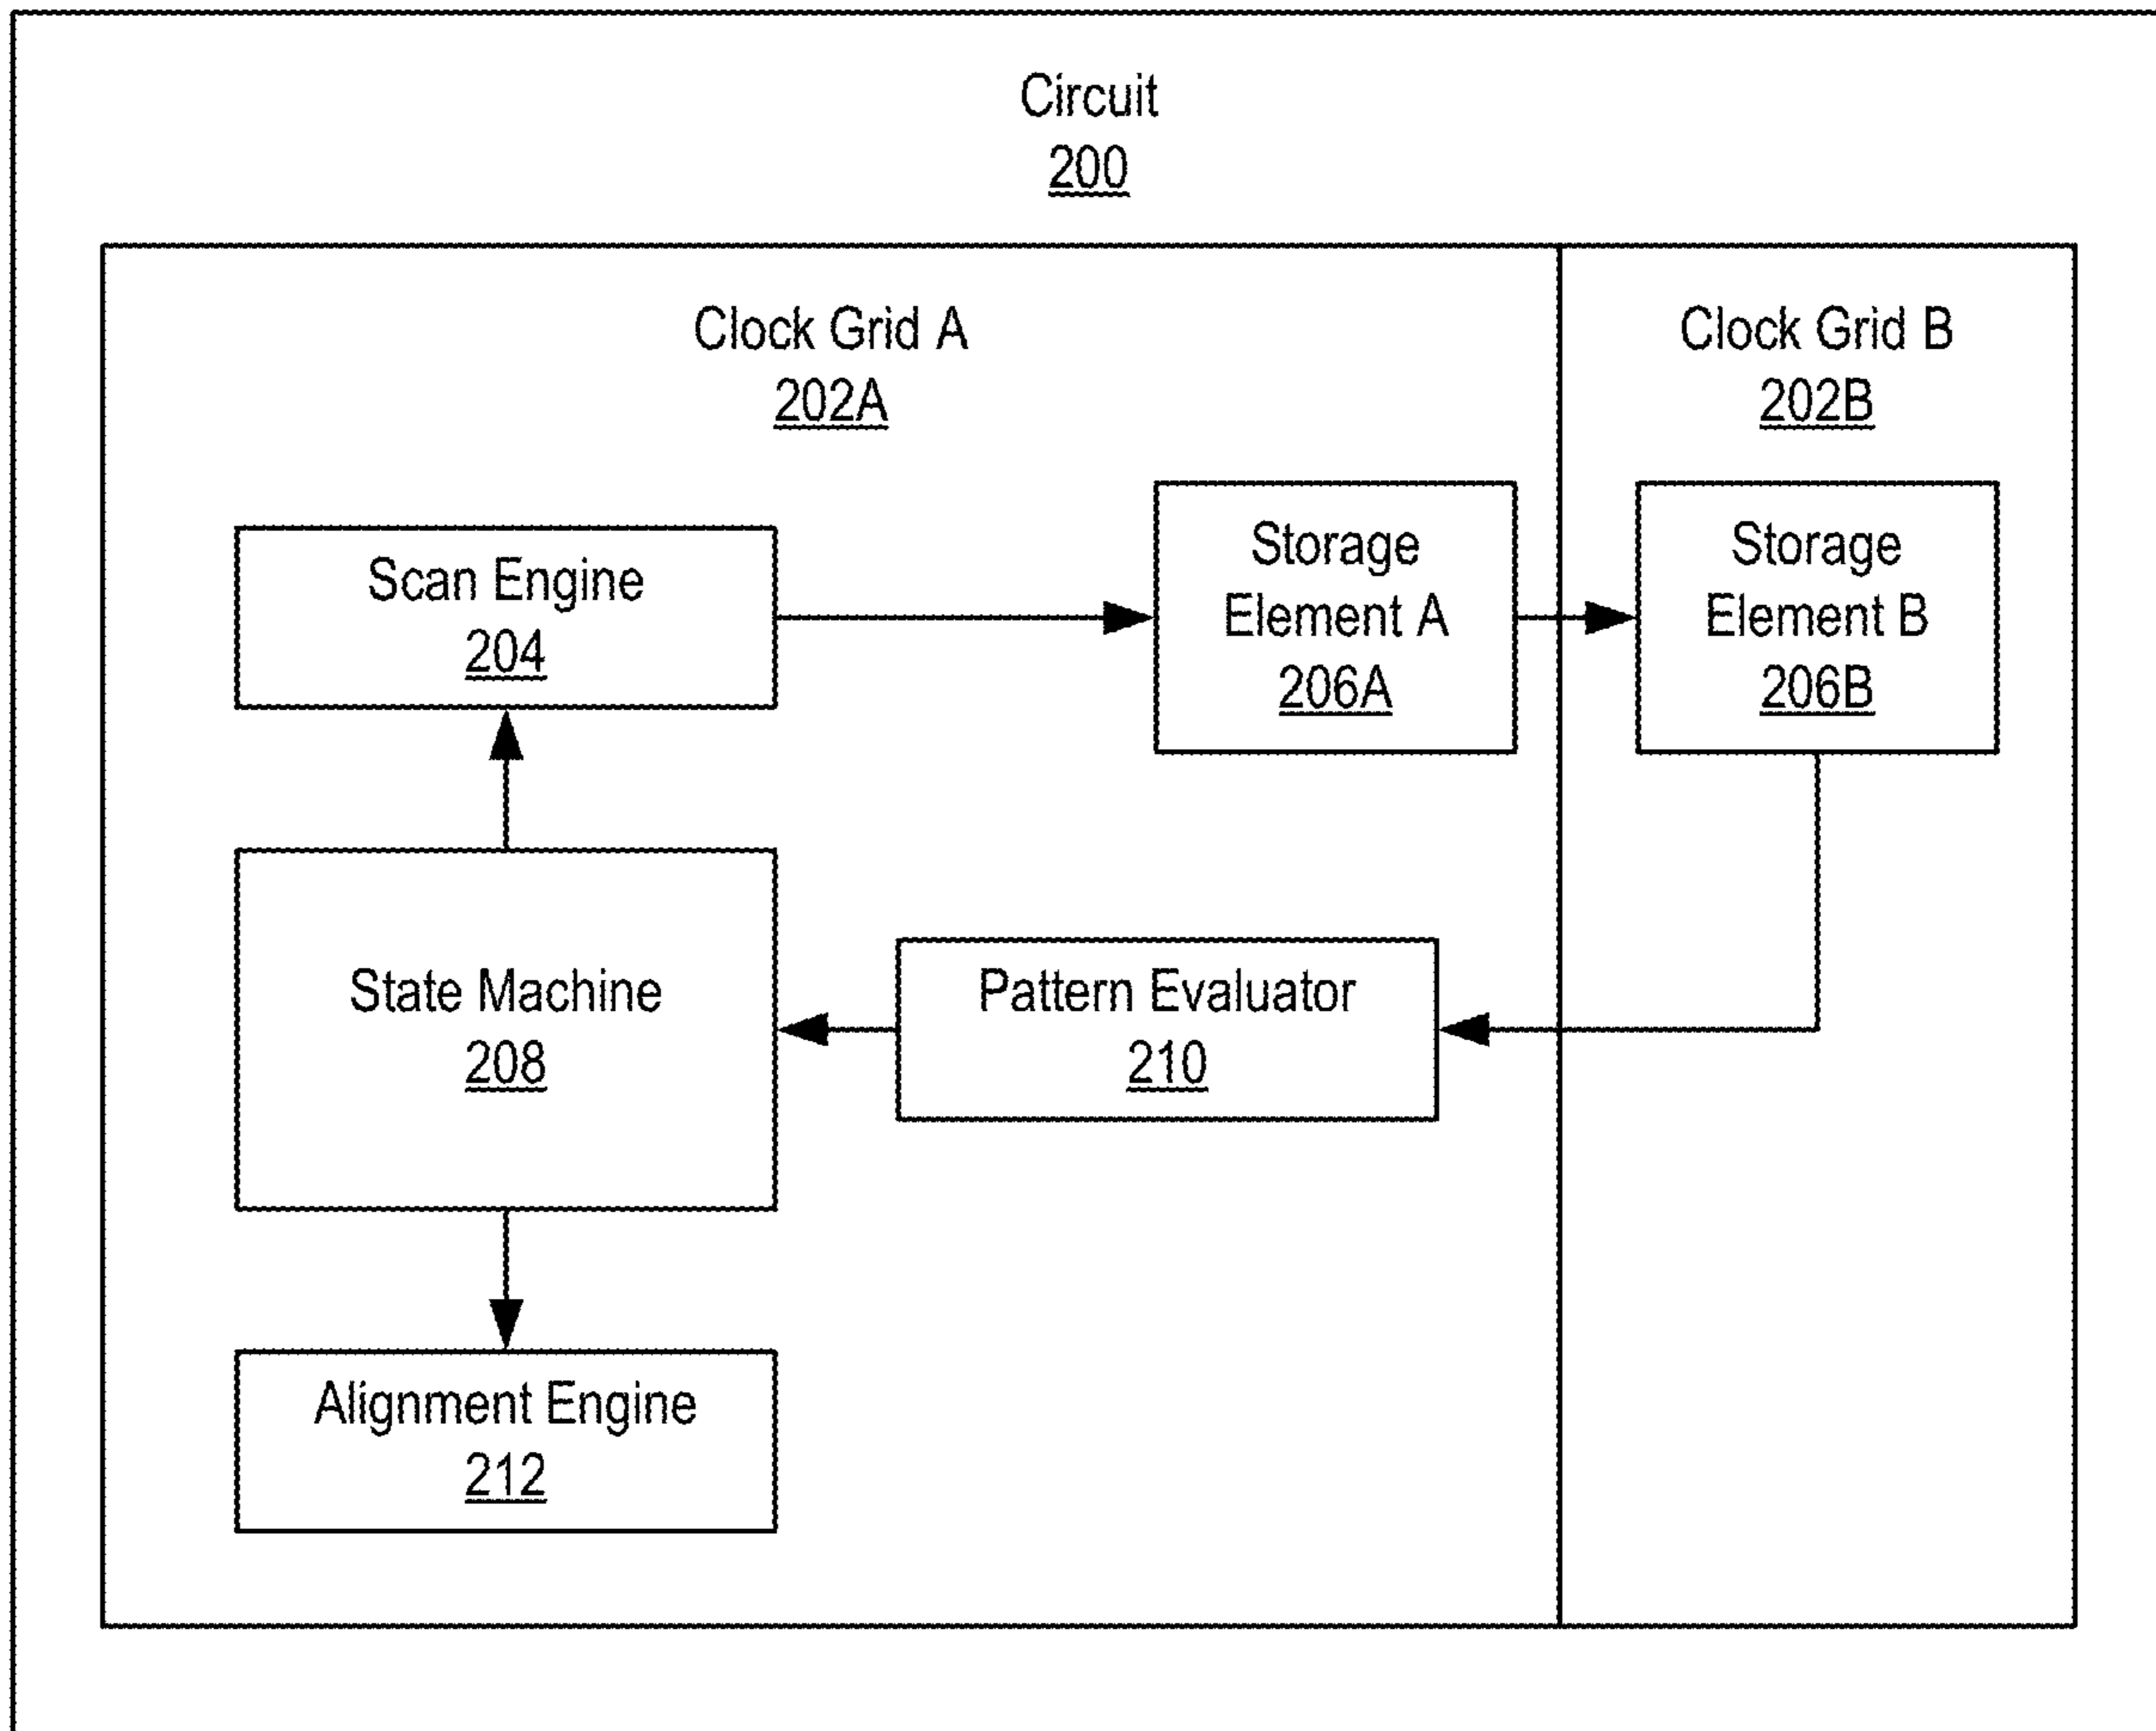 Circuit
200
Clock Grid A
202A
Clock Grid B
202B
Scan Engine
204
Storage
Element A
206A
Storage
Element B
206B
State Machine
208
Pattern Evaluator
210
Alignment Engine
212